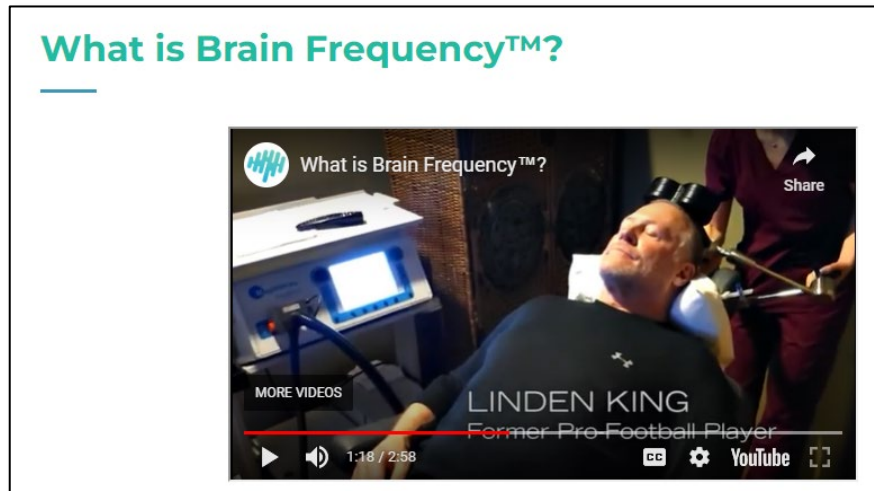 What is Brain Frequency™?
What is Brain Frequency™?
Share
MORE VIDEOS
LINDEN KING
Former Pro-Football Player
1:18 / 2:58
CC
YouTube